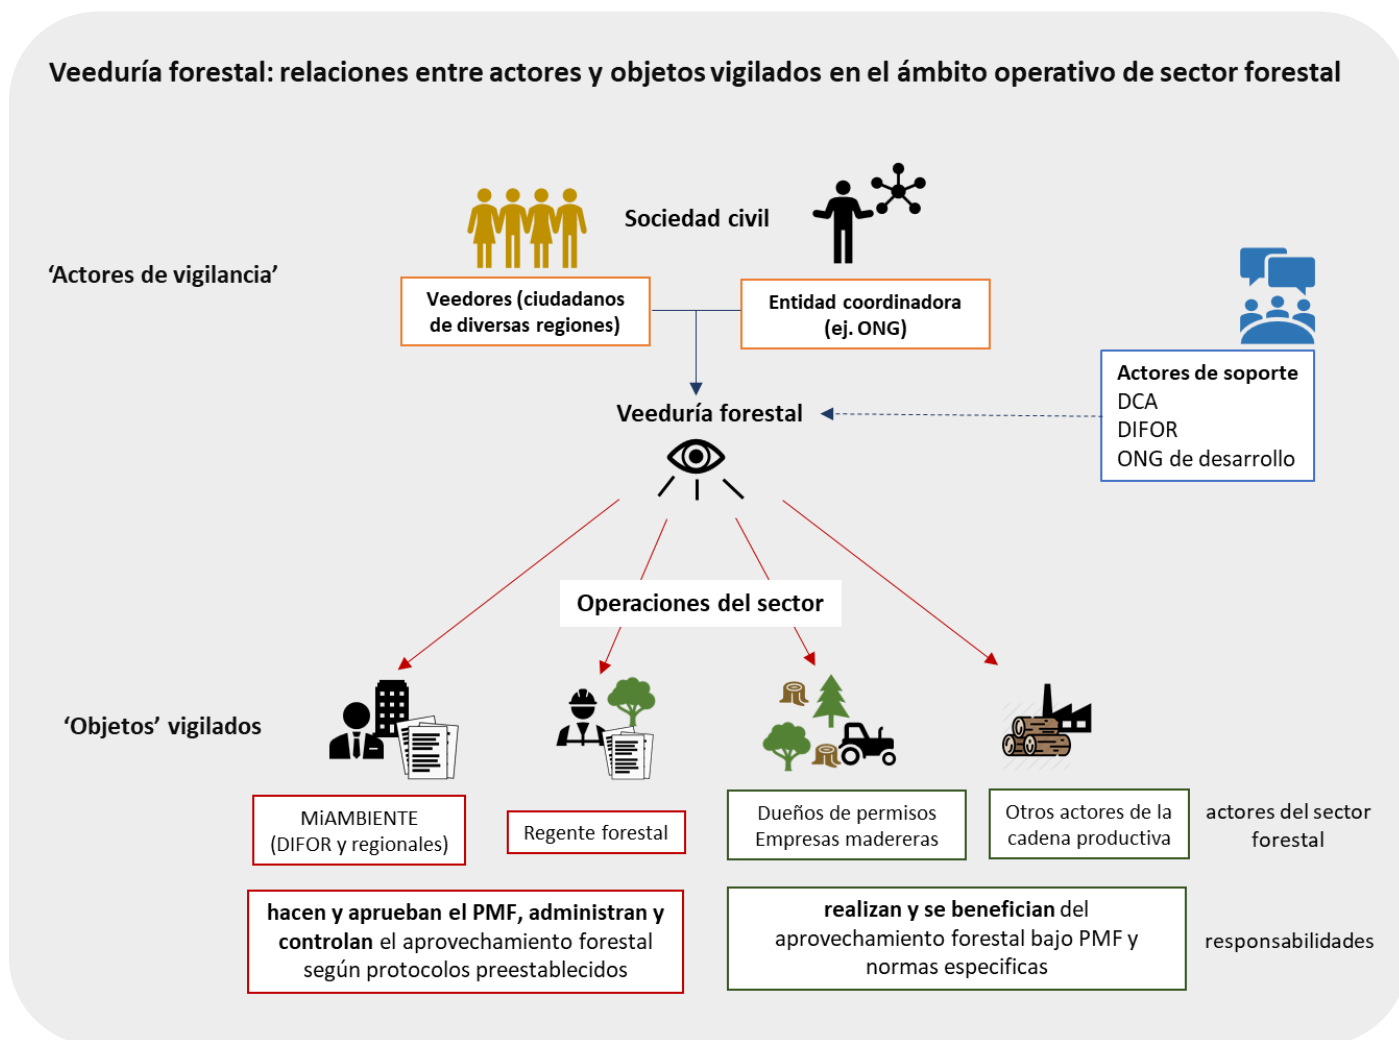 Veeduría forestal: relaciones entre actores y objetos vigilados en el ámbito operativo de sector forestal
Sociedad civil
‘Actores de vigilancia’
Veedores (ciudadanos
de diversas regiones)
Entidad coordinadora
(ej. ONG)
Actores de soporte
DCA
DIFOR
ONG de desarrollo
Veeduría forestal
Operaciones del sector
‘Objetos’ vigilados
MiAMBIENTE
(DIFOR y regionales)
Regente forestal
Dueños de permisos
Empresas madereras
Otros actores de la
cadena productiva
actores del sector
forestal
hacen y aprueban el PMF, administran y
controlan el aprovechamiento forestal
según protocolos preestablecidos
realizan y se benefician del
aprovechamiento forestal bajo PMF y
normas especificas
responsabilidades